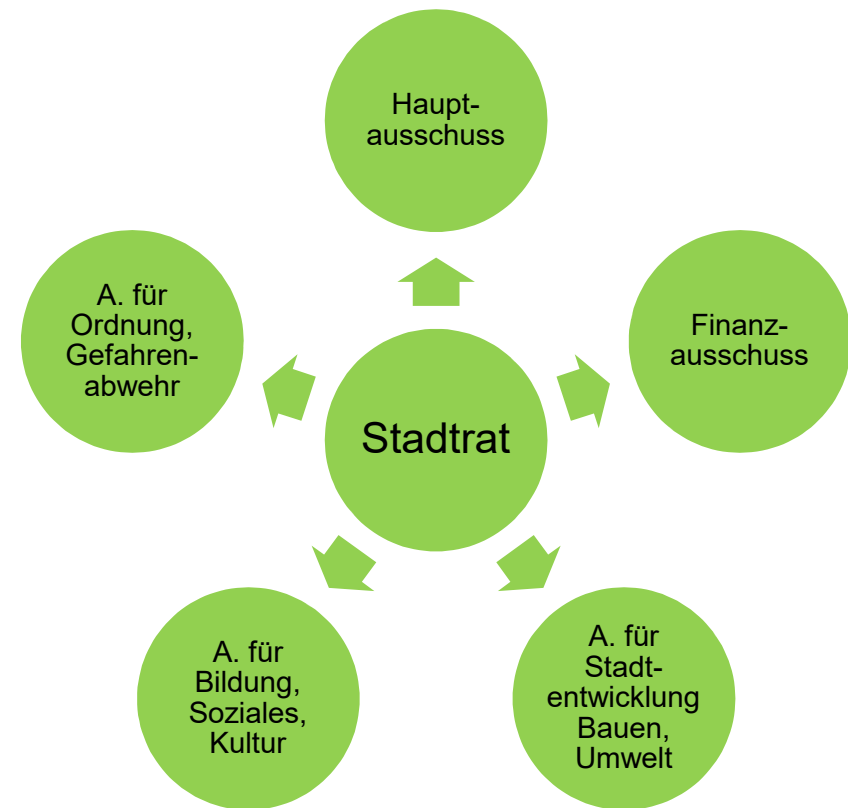 Haupt-
ausschuss
A. für
Ordnung,
Gefahren-
abwehr
Finanz-
ausschuss
Stadtrat
A. für
Bildung,
Soziales,
Kultur
A. für
Stadt-
entwicklung
Bauen,
Umwelt